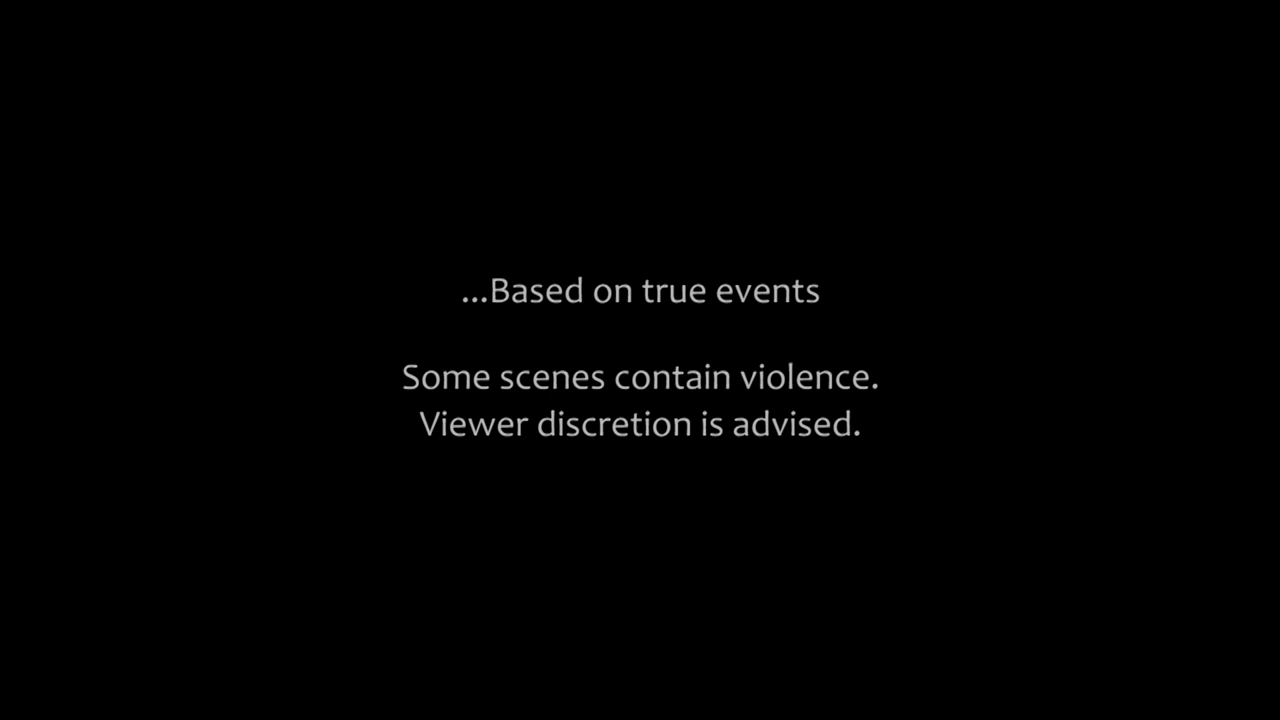 ...Based on true events
Some scenes contain violence.
Viewer discretion is advised.